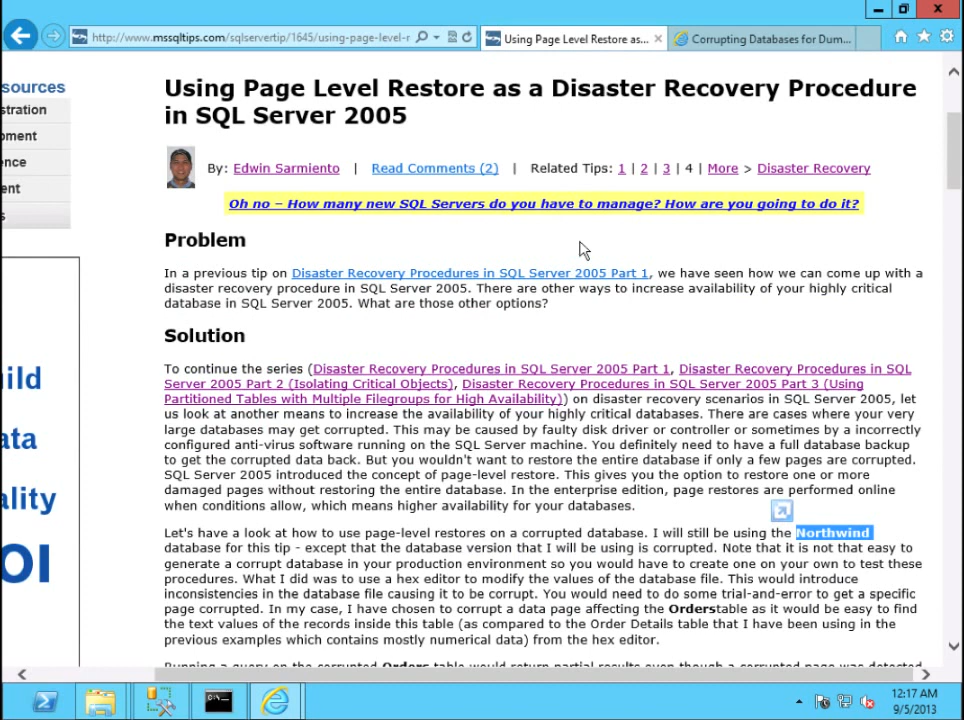 http://www.mssqltips.com/sqlservertip/1645/using-page-level-r
Using Page Level Restore as...
Corrupting Databases for Dum...
sources
stration
pment
ence
ent
s
ild
ata
ality
OI
Using Page Level Restore as a Disaster Recovery Procedure
in SQL Server 2005
By: Edwin Sarmiento | Read Comments (2) | Related Tips: 1 | 2 | 3 | 4 | More > Disaster Recovery
Oh no – How many new SQL Servers do you have to manage? How are you going to do it?
Problem
In a previous tip on Disaster Recovery Procedures in SQL Server 2005 Part 1, we have seen how we can come up with a
disaster recovery procedure in SQL Server 2005. There are other ways to increase availability of your highly critical
database in SQL Server 2005. What are those other options?
Solution
To continue the series (Disaster Recovery Procedures in SQL Server 2005 Part 1, Disaster Recovery Procedures in SQL
Server 2005 Part 2 (Isolating Critical Objects), Disaster Recovery Procedures in SQL Server 2005 Part 3 (Using
Partitioned Tables with Multiple Filegroups for High Availability)) on disaster recovery scenarios in SQL Server 2005, let
us look at another means to increase the availability of your highly critical databases. There are cases where your very
large databases may get corrupted. This may be caused by faulty disk driver or controller or sometimes by a incorrectly
configured anti-virus software running on the SQL Server machine. You definitely need to have a full database backup
to get the corrupted data back. But you wouldn't want to restore the entire database if only a few pages are corrupted.
SQL Server 2005 introduced the concept of page-level restore. This gives you the option to restore one or more
damaged pages without restoring the entire database. In the enterprise edition, page restores are performed online
when conditions allow, which means higher availability for your databases.
Let's have a look at how to use page-level restores on a corrupted database. I will still be using the Northwind
database for this tip - except that the database version that I will be using is corrupted. Note that it is not that easy to
generate a corrupt database in your production environment so you would have to create one on your own to test these
procedures. What I did was to use a hex editor to modify the values of the database file. This would introduce
inconsistencies in the database file causing it to be corrupt. You would need to do some trial-and-error to get a specific
page corrupted. In my case, I have chosen to corrupt a data page affecting the Orderstable as it would be easy to find
the text values of the records inside this table (as compared to the Order Details table that I have been using in the
previous examples which contains mostly numerical data) from the hex editor.
Running a query on the corrupted Orders table would return partial results even though a corrupted page was detected
12:17 AM
9/5/2013